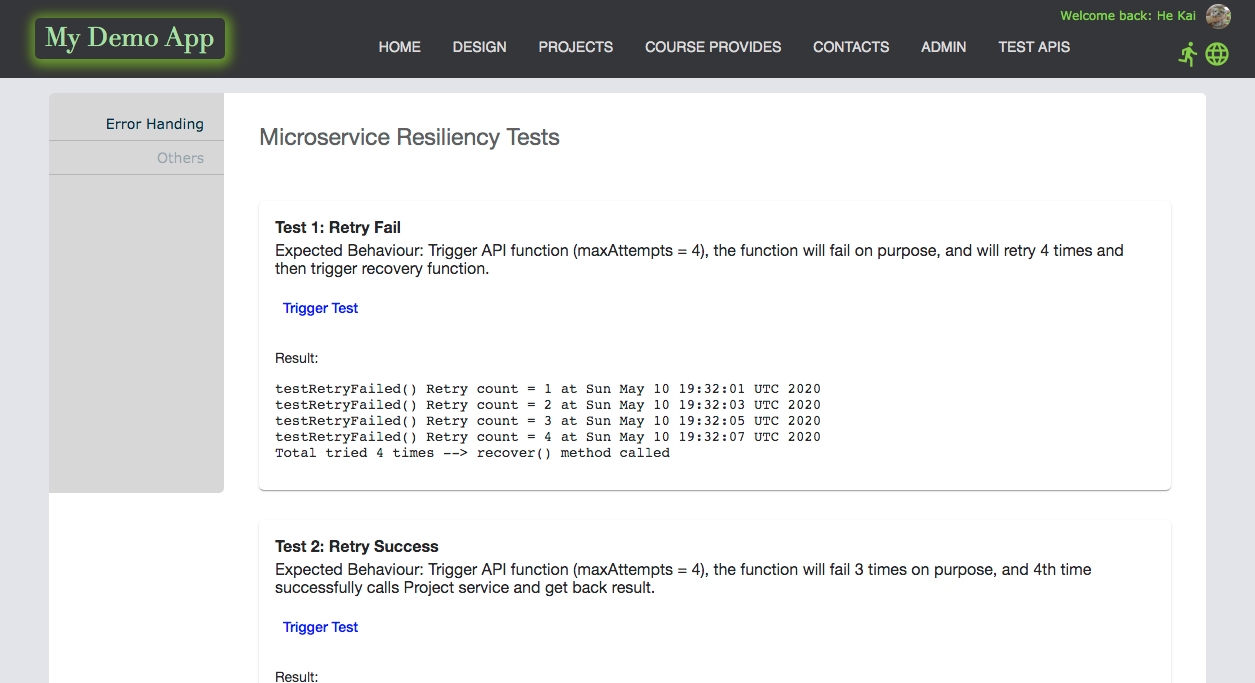 Welcome back: He Kai
My Demo App
HOME DESIGN PROJECTS COURSE PROVIDES CONTACTS ADMIN TEST APIS
Error Handing
Others
Microservice Resiliency Tests
Test 1: Retry Fail
Expected Behaviour: Trigger API function (maxAttempts = 4), the function will fail on purpose, and will retry 4 times and
then trigger recovery function.
Trigger Test
Result:
testRetryFailed() Retry count = 1 at Sun May 10 19:32:01 UTC 2020
testRetryFailed() Retry count = 2 at Sun May 10 19:32:03 UTC 2020
testRetryFailed() Retry count = 3 at Sun May 10 19:32:05 UTC 2020
testRetryFailed() Retry count = 4 at Sun May 10 19:32:07 UTC 2020
Total tried 4 times --> recover() method called
Test 2: Retry Success
Expected Behaviour: Trigger API function (maxAttempts = 4), the function will fail 3 times on purpose, and 4th time
successfully calls Project service and get back result.
Trigger Test
Result: